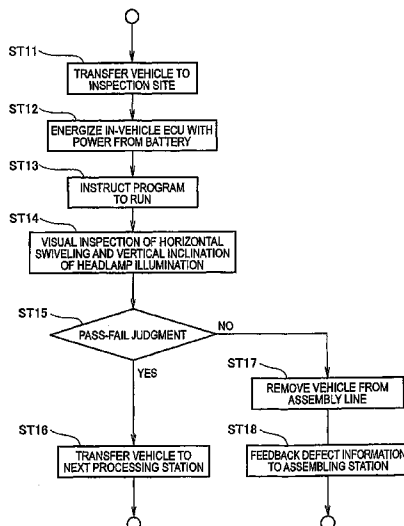 ST11
TRANSFER VEHICLE TO
INSPECTION SITE
ST12
ENERGIZE IN-VEHICLE ECU WITH
POWER FROM BATTERY
ST13
INSTRUCT PROGRAM
TO RUN
ST14
VISUAL INSPECTION OF HORIZONTAL
SWIVELING AND VERTICAL INCLINATION
OF HEADLAMP ILLUMINATION
ST15
PASS-FAIL JUDGMENT
NO
YES
ST17
REMOVE VEHICLE FROM
ASSEMBLY LINE
ST16
TRANSFER VEHICLE TO
NEXT PROCESSING STATION
ST18
FEEDBACK DEFECT INFORMATION
TO ASSEMBLING STATION